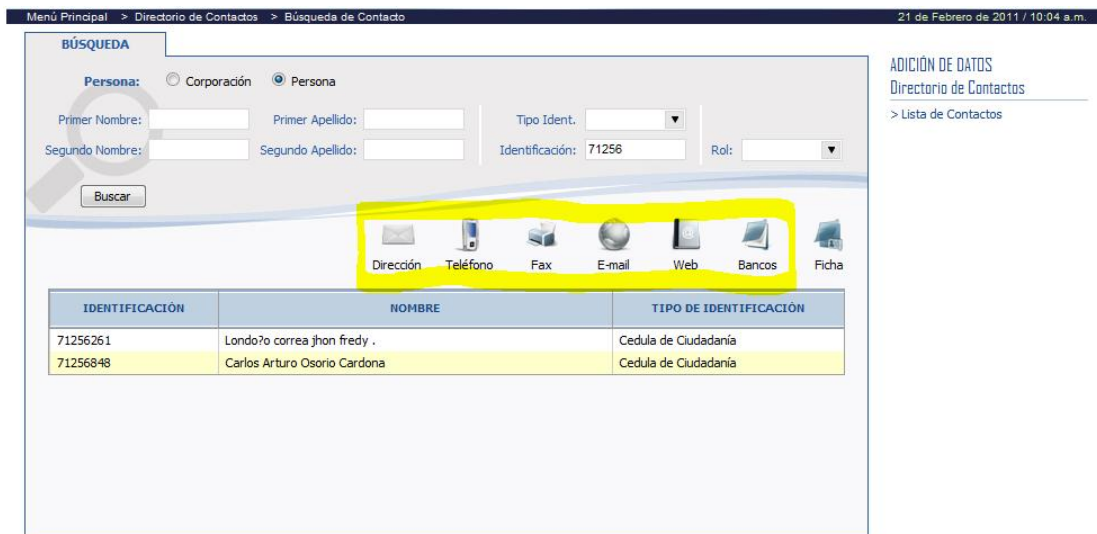 Menú Principal > Directorio de Contactos > Búsqueda de Contacto 21 de Febrero de 2011 / 10:04 a.m.
BÚSQUEDA
ADICIÓN DE DATOS
Directorio de Contactos
> Lista de Contactos
Persona: Corporación Persona
Primer Nombre: Primer Apellido: Tipo Ident.
Segundo Nombre: Segundo Apellido: Identificación: 71256 Rol:
Buscar
Dirección Teléfono Fax E-mail Web Bancos Ficha
IDENTIFICACIÓN NOMBRE TIPO DE IDENTIFICACIÓN
71256261 Londo?o correa jhon fredy . Cedula de Ciudadanía
71256848 Carlos Arturo Osorio Cardona Cedula de Ciudadanía